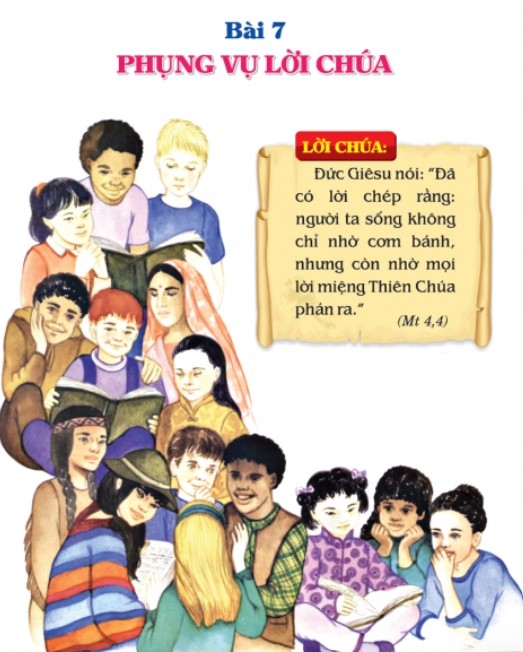 Bài 7
PHỤNG VỤ LỜI CHÚA
LỜI CHÚA:
Đức Giêsu nói: “Đã
có lời chép rằng:
người ta sống không
chỉ nhờ cơm bánh,
nhưng còn nhờ mọi
lời miệng Thiên Chúa
phán ra.”
(Mt 4,4)